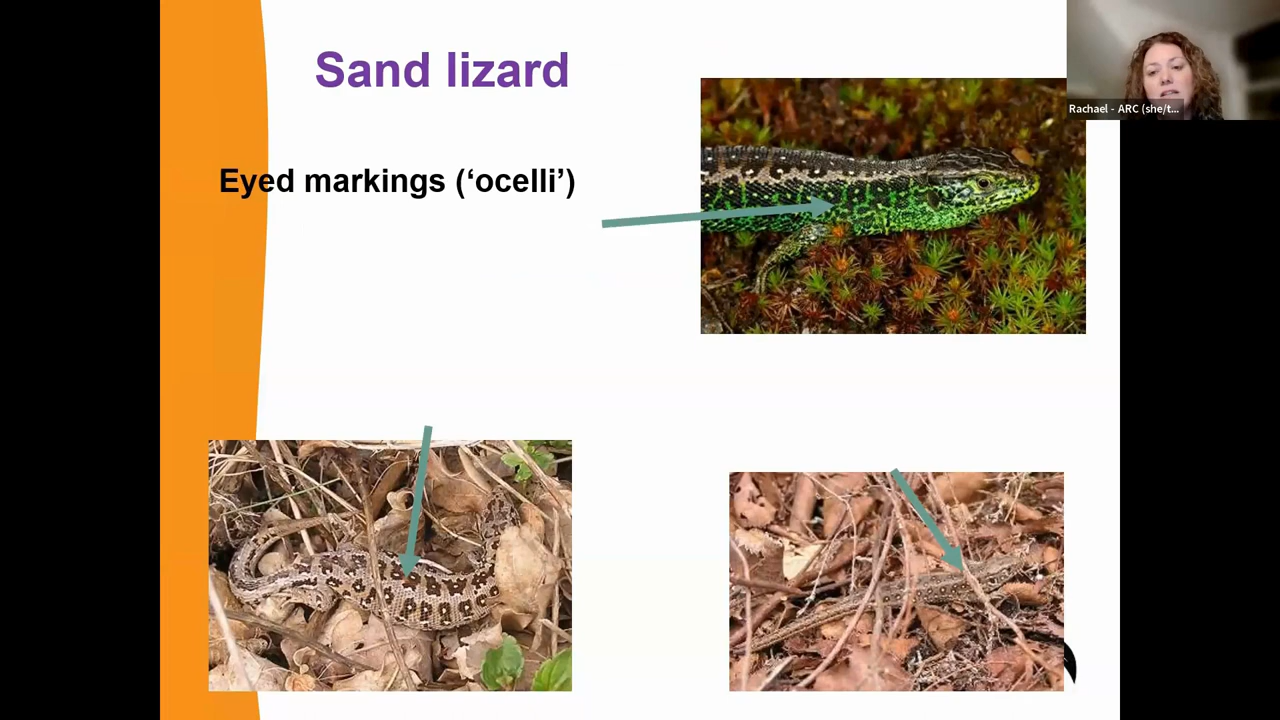 Sand lizard
Rachael - ARC (she/t...
Eyed markings (‘ocelli’)